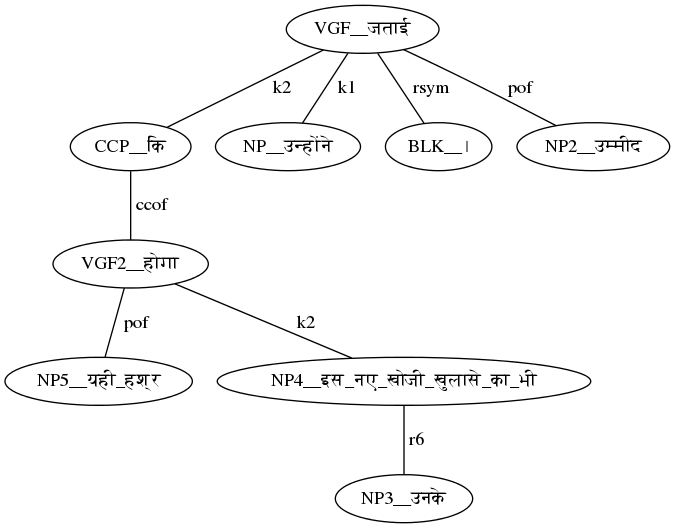 VGF__जताई
k2 k1 rsym pof
CCP__कि NP__उन्होंने BLK__। NP2__उम्मीद
ccof
VGF2__होगा
pof k2
NP5__यही_हश्र NP4__इस_नए_खोजी_खुलासे_का_भी
r6
NP3__उनके